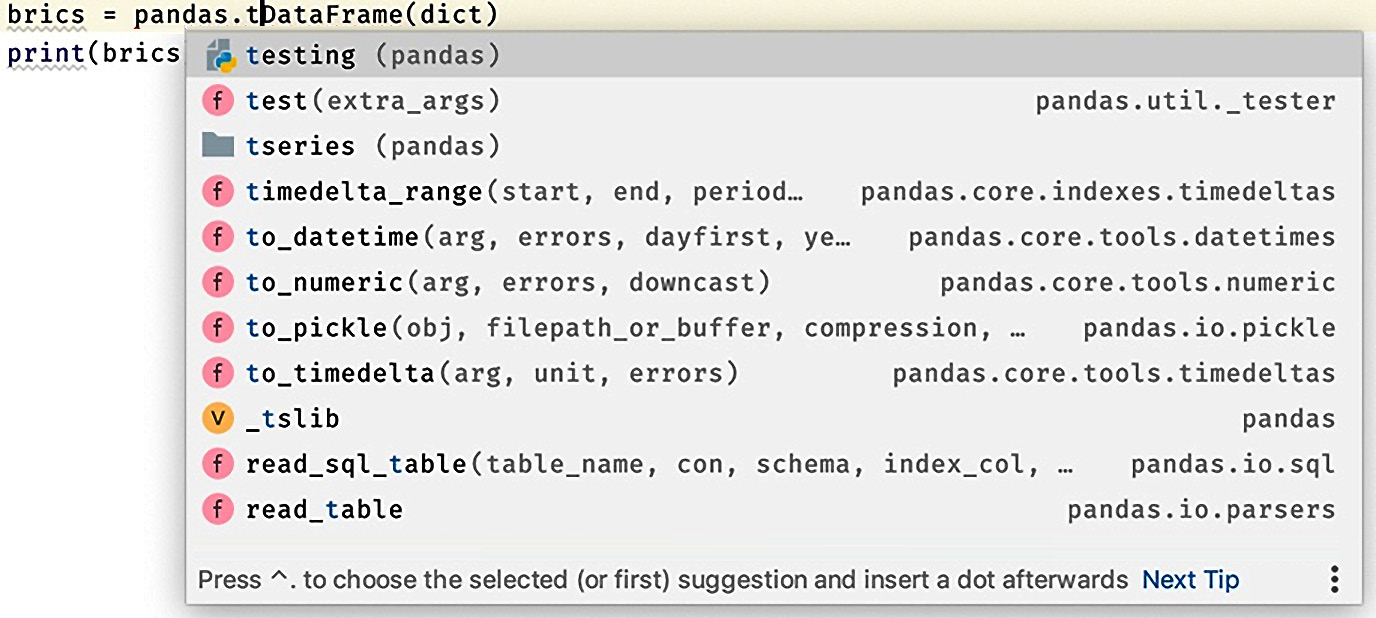 brics = pandas.tDataFrame(dict)
print(brics
testing (pandas)
f test(extra_args) pandas.util._tester
tseries (pandas)
f timedelta_range(start, end, period… pandas.core.indexes.timedeltas
f to_datetime(arg, errors, dayfirst, ye… pandas.core.tools.datetimes
f to_numeric(arg, errors, downcast) pandas.core.tools.numeric
f to_pickle(obj, filepath_or_buffer, compression, … pandas.io.pickle
f to_timedelta(arg, unit, errors) pandas.core.tools.timedeltas
V _tslib pandas
f read_sql_table(table_name, con, schema, index_col, … pandas.io.sql
f read_table pandas.io.parsers
Press ^. to choose the selected (or first) suggestion and insert a dot afterwards Next Tip